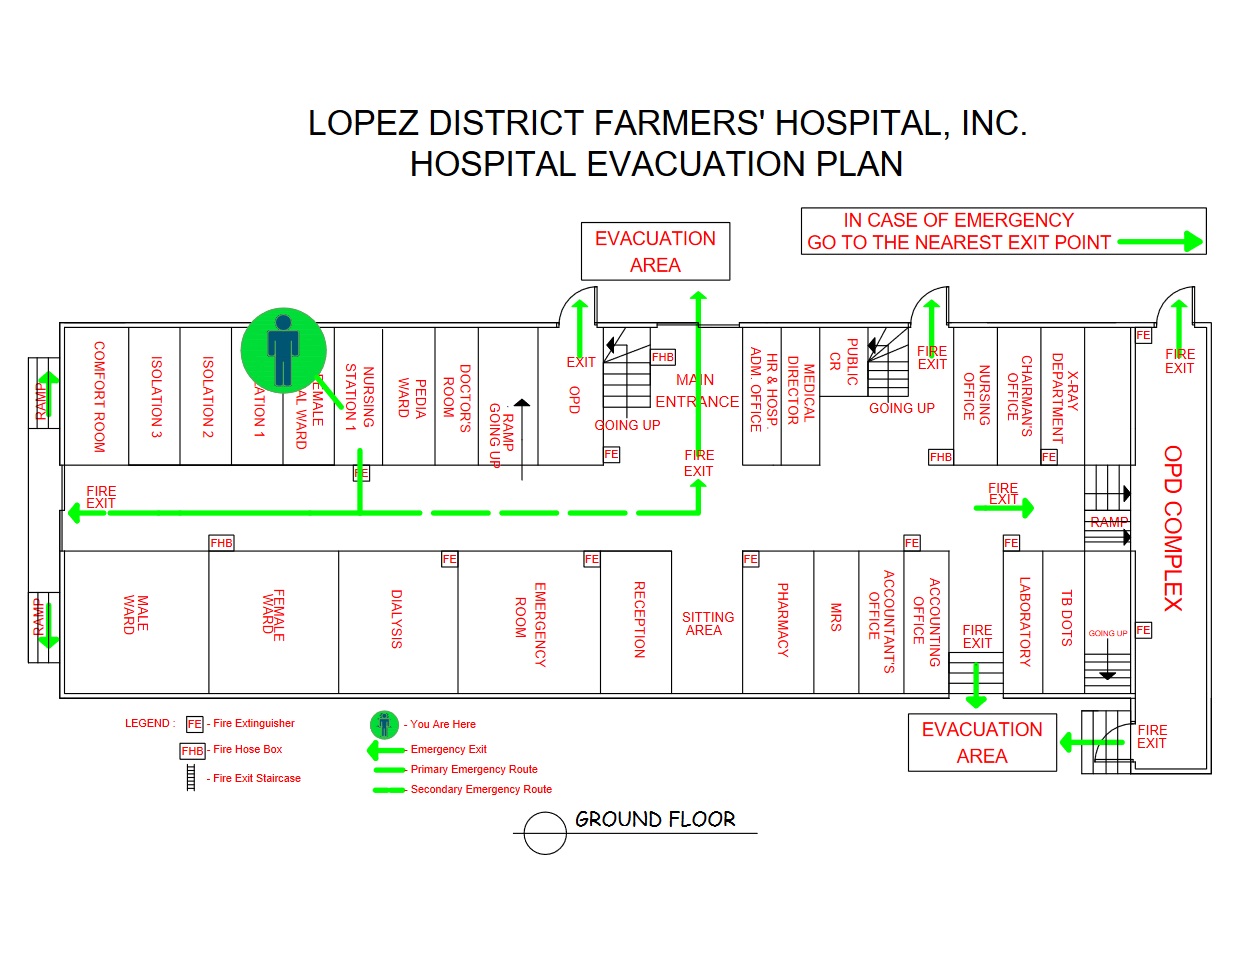 LOPEZ DISTRICT FARMERS' HOSPITAL, INC.
HOSPITAL EVACUATION PLAN
IN CASE OF EMERGENCY
GO TO THE NEAREST EXIT POINT
EVACUATION
AREA
RAMP
COMFORT ROOM
ISOLATION 3
ISOLATION 2
NURSING
STATION 1
PEDIA
WARD
DOCTOR'S
ROOM
RAMP
GOING UP
EXIT
OPD
FHB
GOING UP
MAIN
ENTRANCE
HR & HOSP.
ADM. OFFICE
MEDICAL
DIRECTOR
PUBLIC
CR
GOING UP
FIRE
EXIT
NURSING
OFFICE
CHAIRMAN'S
OFFICE
X-RAY
DEPARTMENT
FE
FIRE
EXIT
FE
FE
FIRE
EXIT
FHB
FE
OPD COMPLEX
FIRE
EXIT
FIRE
EXIT
RAMP
FHB
FE
FE
FE
FE
FE
RAMP
MALE
WARD
FEMALE
WARD
DIALYSIS
EMERGENCY
ROOM
RECEPTION
SITTING
AREA
PHARMACY
MRS
ACCOUNTANT'S
OFFICE
ACCOUNTING
OFFICE
FIRE
EXIT
LABORATORY
TB DOTS
GOING UP
FE
EVACUATION
AREA
FIRE
EXIT
LEGEND :
FE - Fire Extinguisher
FHB - Fire Hose Box
- Fire Exit Staircase
- You Are Here
- Emergency Exit
- Primary Emergency Route
- Secondary Emergency Route
GROUND FLOOR